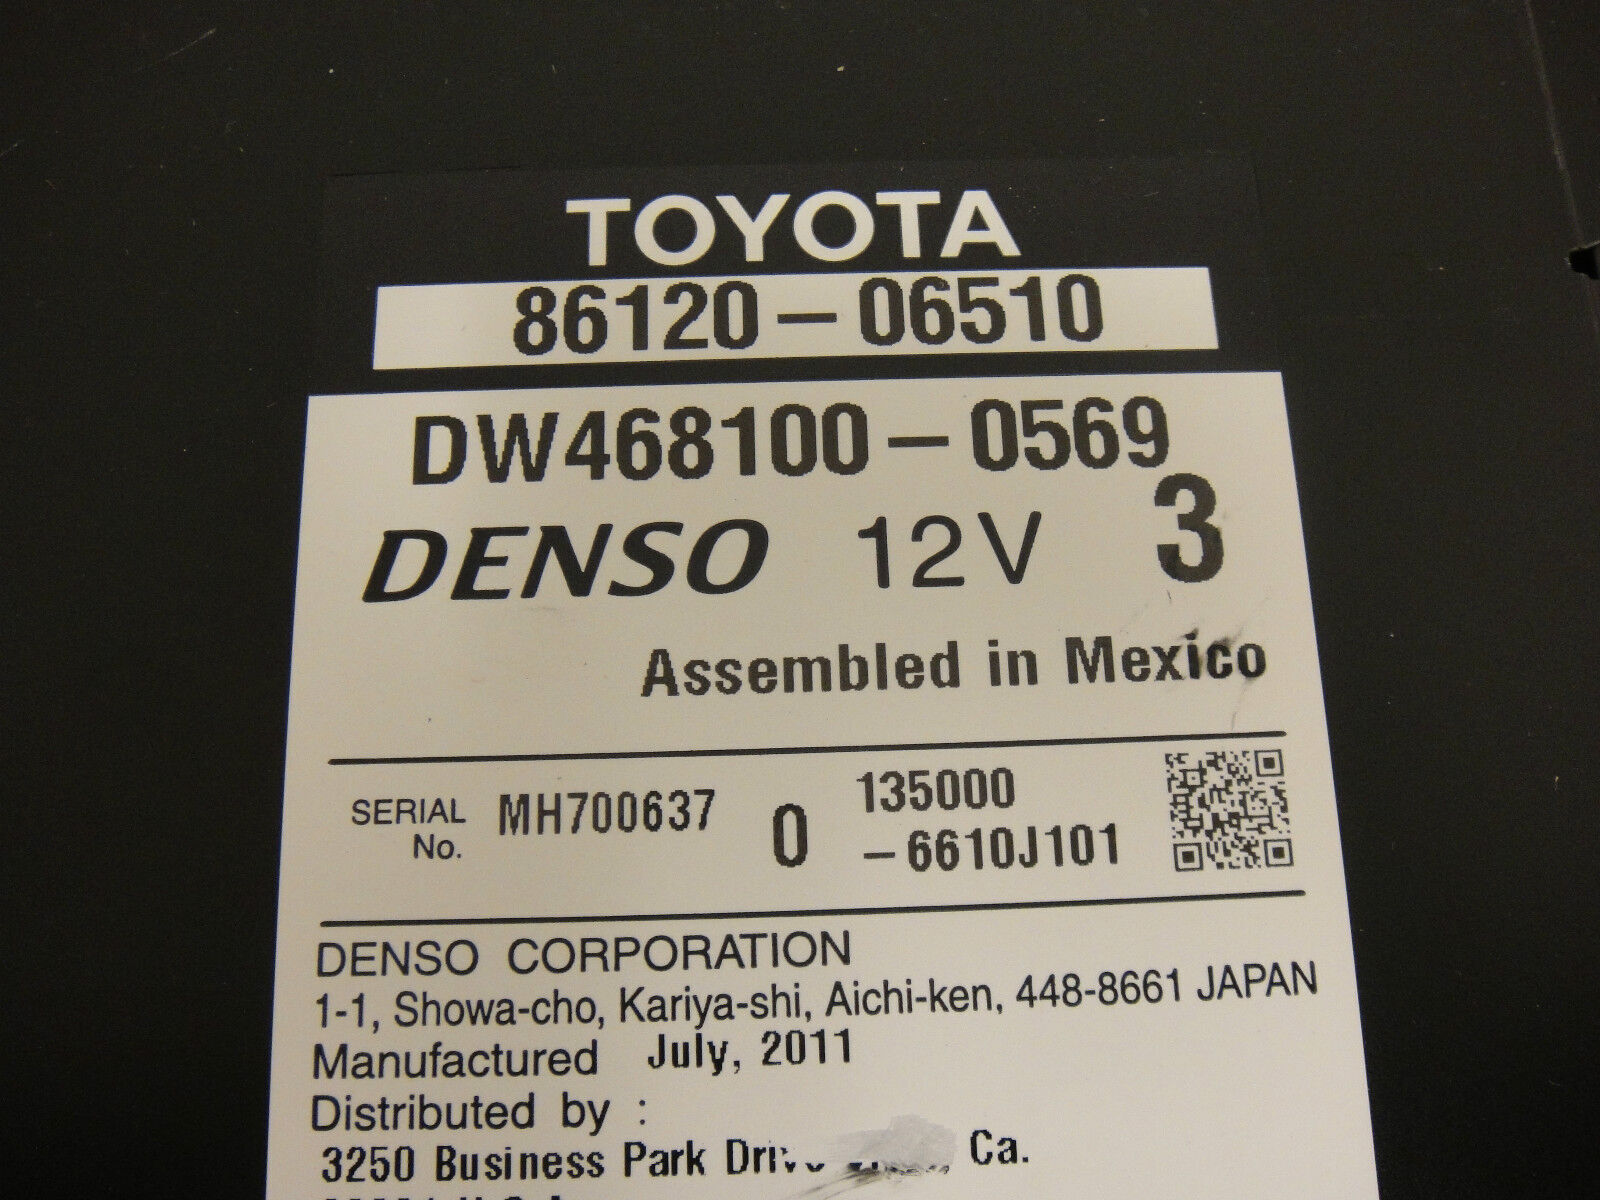 TOYOTA
86120-06510
DW468100-0569
DENSO 12V 3
Assembled in Mexico
SERIAL No. MH700637 0 135000
-6610J101
DENSO CORPORATION
1-1, Showa-cho, Kariya-shi, Aichi-ken, 448-8661 JAPAN
Manufactured July, 2011
Distributed by :
3250 Business Park Drive Ca.